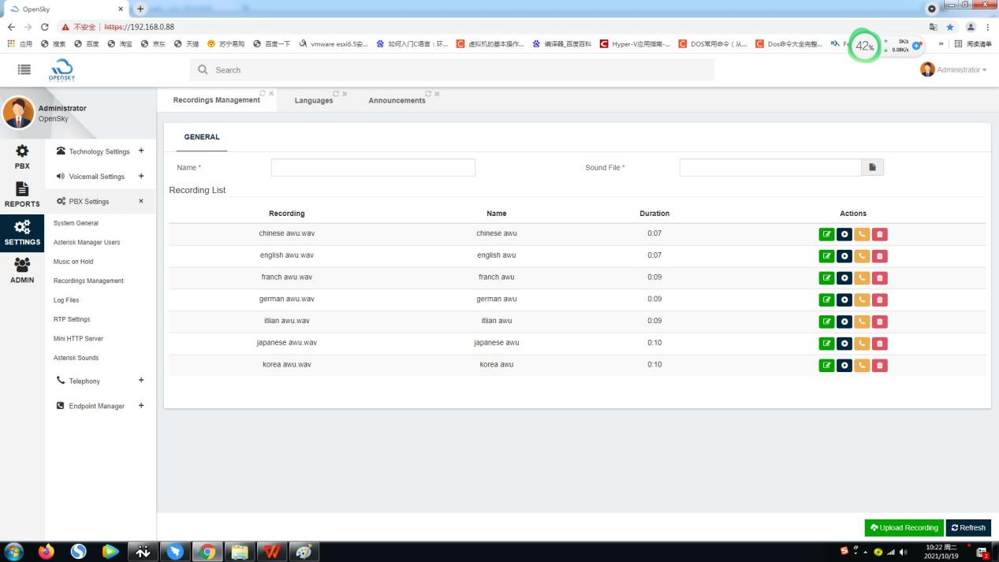 OpenSky
不安全 https://192.168.0.88
应用 搜索 百度 淘宝 京东 天猫 苏宁易购 百度一下 vmware esxi6.5安... 如何入门C语言：环... 虚拟机的基本操作... 编译器_百度百科 Hyper-V应用指南-... DOS常用命令（从... Dos命令大全完整... » 阅读清单
42% 0K/s
0.08K/s
OPENSKY
Search
Administrator
Administrator
OpenSky
Recordings Management
Languages
Announcements
PBX
REPORTS
SETTINGS
ADMIN
Technology Settings +
Voicemail Settings +
PBX Settings ×
System General
Asterisk Manager Users
Music on Hold
Recordings Management
Log Files
RTP Settings
Mini HTTP Server
Asterisk Sounds
Telephony +
Endpoint Manager +
GENERAL
Name * Sound File *
Recording List
Recording Name Duration Actions
chinese awu.wav chinese awu 0:07
english awu.wav english awu 0:07
franch awu.wav franch awu 0:09
german awu.wav german awu 0:09
itlian awu.wav itlian awu 0:09
japanese awu.wav japanese awu 0:10
korea awu.wav korea awu 0:10
Upload Recording Refresh
10:22 周二
2021/10/19
2